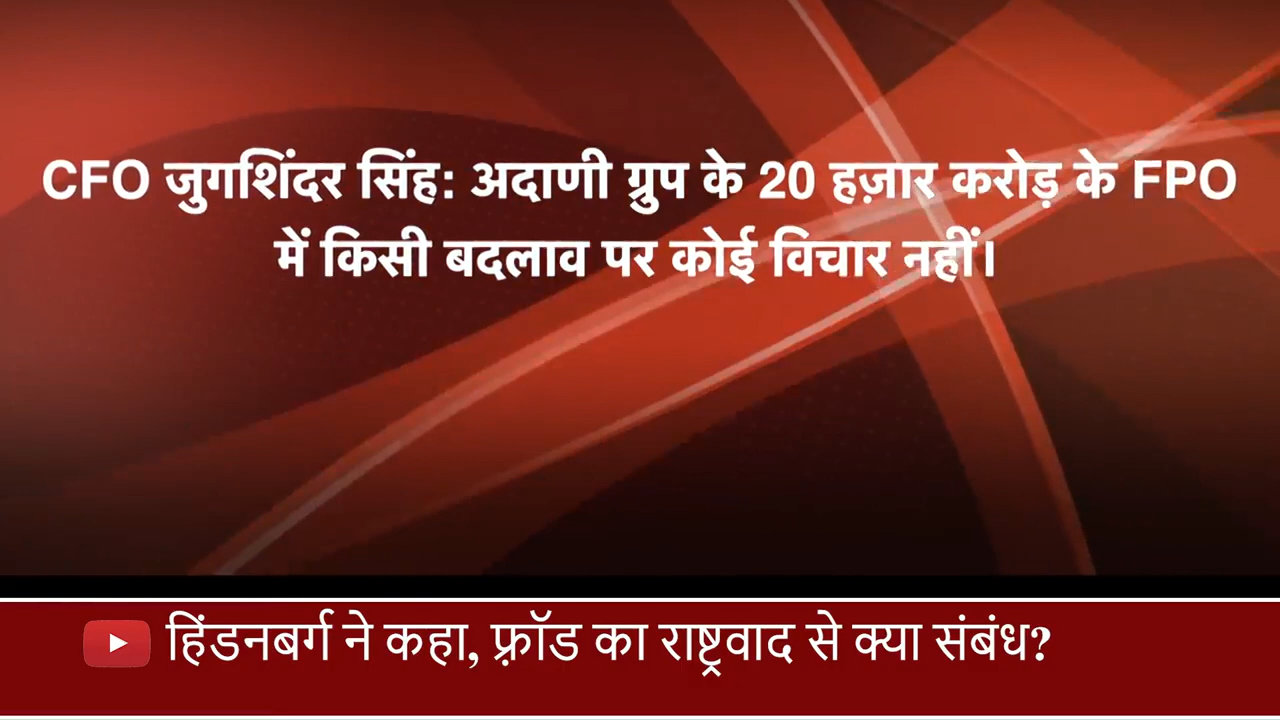 CFO जुगशिंदर सिंह: अदाणी ग्रुप के 20 हज़ार करोड़ के FPO
में किसी बदलाव पर कोई विचार नहीं।
हिंडनबर्ग ने कहा, फ़्रॉड का राष्ट्रवाद से क्या संबंध?